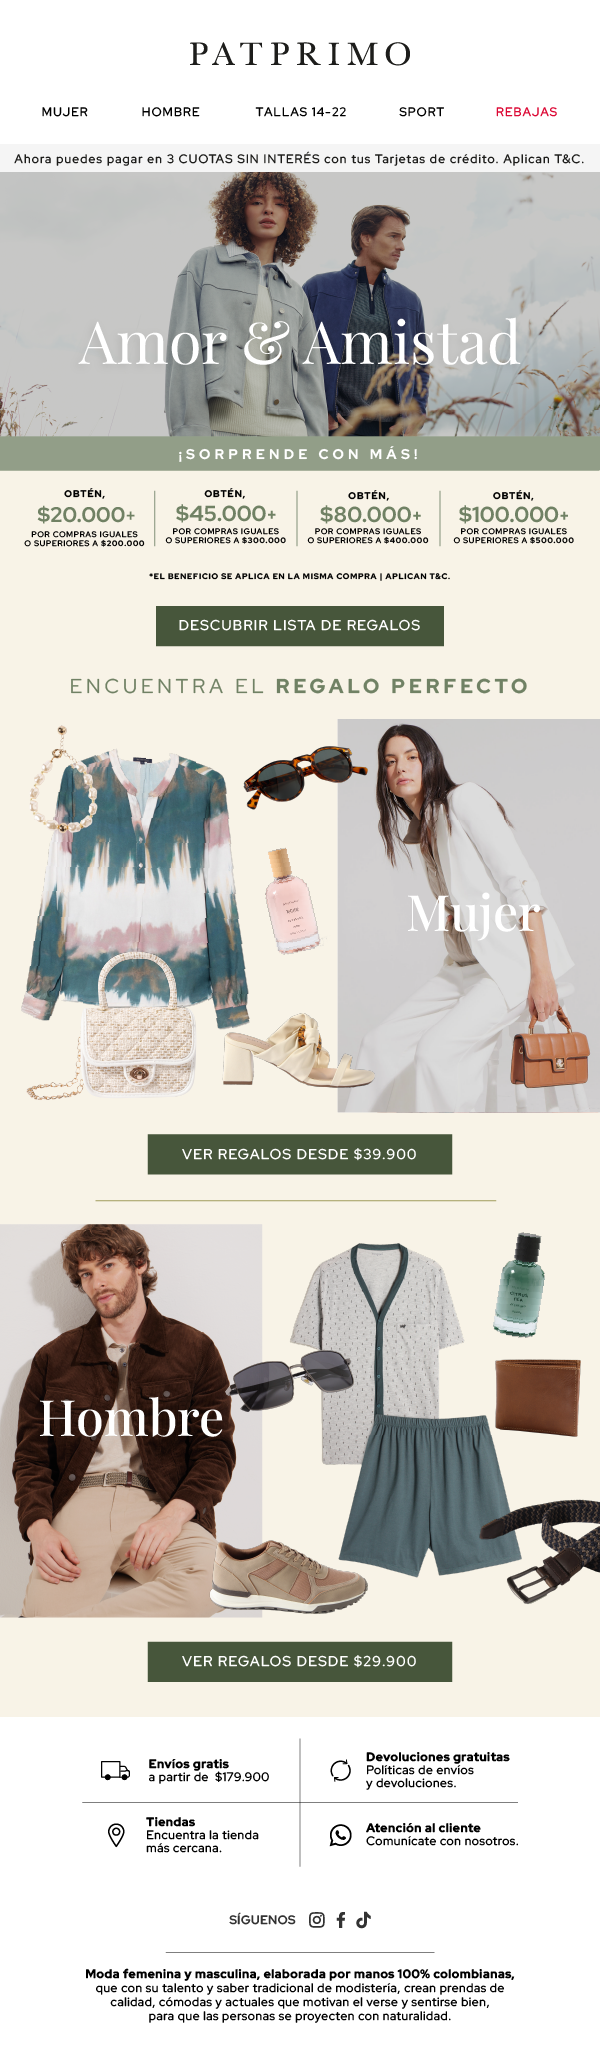 PATPRIMO
MUJER HOMBRE TALLAS 14-22 SPORT REBAJAS
Ahora puedes pagar en 3 CUOTAS SIN INTERÉS con tus Tarjetas de crédito. Aplican T&C.
Amor & Amistad
¡SORPRENDE CON MÁS!
OBTÉN,
$20.000+
POR COMPRAS IGUALES
O SUPERIORES A $200.000
OBTÉN,
$45.000+
POR COMPRAS IGUALES
O SUPERIORES A $300.000
OBTÉN,
$80.000+
POR COMPRAS IGUALES
O SUPERIORES A $400.000
OBTÉN,
$100.000+
POR COMPRAS IGUALES
O SUPERIORES A $500.000
*EL BENEFICIO SE APLICA EN LA MISMA COMPRA | APLICAN T&C.
DESCUBRIR LISTA DE REGALOS
ENCUENTRA EL REGALO PERFECTO
Mujer
VER REGALOS DESDE $39.900
Hombre
VER REGALOS DESDE $29.900
Envíos gratis
a partir de $179.900
Devoluciones gratuitas
Políticas de envíos
y devoluciones.
Tiendas
Encuentra la tienda
más cercana.
Atención al cliente
Comunícate con nosotros.
SÍGUENOS
Moda femenina y masculina, elaborada por manos 100% colombianas,
que con su talento y saber tradicional de modistería, crean prendas de
calidad, cómodas y actuales que motivan el verse y sentirse bien,
para que las personas se proyecten con naturalidad.